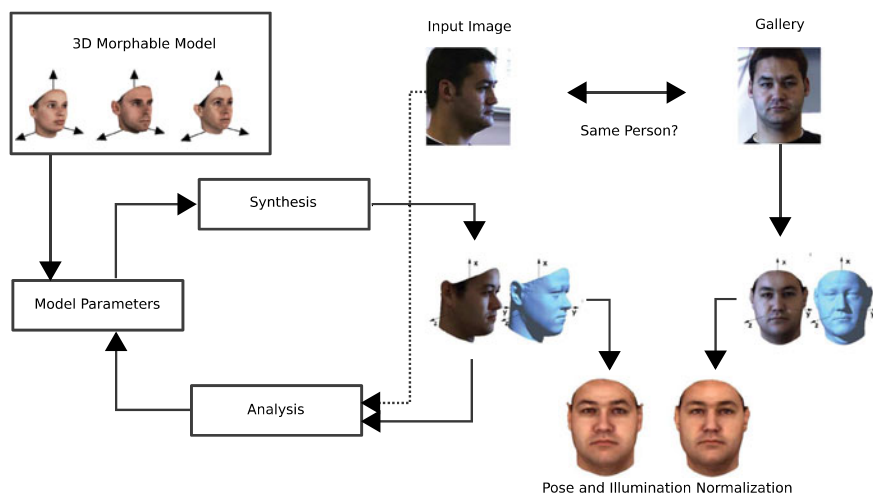 3D Morphable Model
Input Image
Gallery
Same Person?
Synthesis
Model Parameters
Analysis
Pose and Illumination Normalization